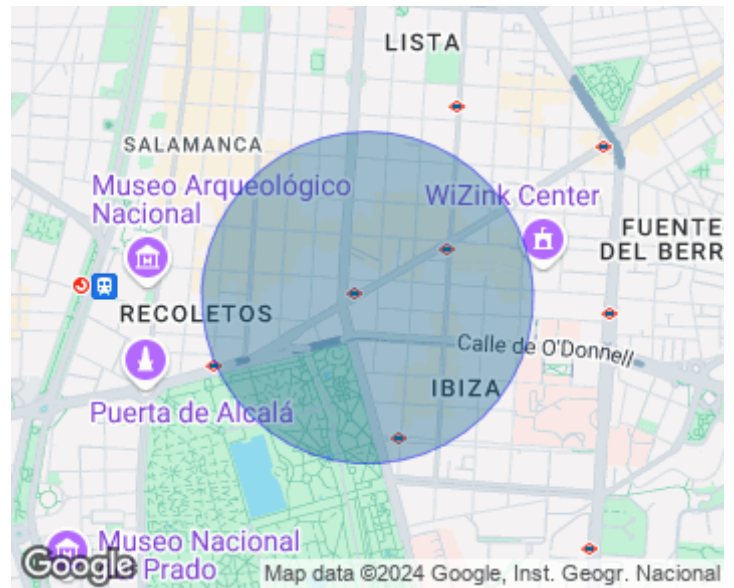 LISTA
SALAMANCA
Museo Arqueológico
Nacional
WiZink Center
FUENTE
DEL BERR
RECOLETOS
Calle de O'Donnell
IBIZA
Puerta de Alcalá
Museo Nacional
Prado
Google
Map data ©2024 Google, Inst. Geogr. Nacional